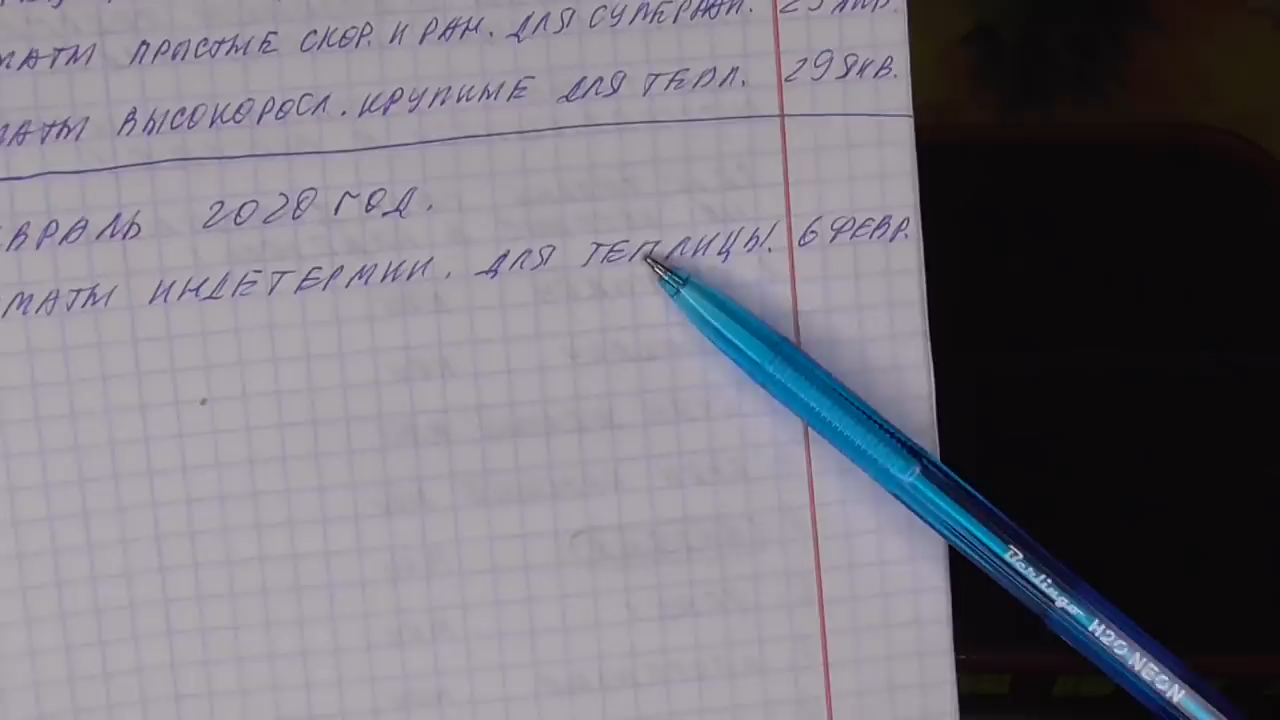 МАТЫ ПРОСТЫЕ СКОР. И РАН. ДЛЯ СУПЕРРАН.
МАТЫ ВЫСОКОРОСЛ. КРУПНЫЕ ДЛЯ ТЕПЛ. 29 ЯНВ.
ВРАЛЬ 2020 ГОД.
МАТЫ ИНДЕТЕРМИН. ДЛЯ ТЕПЛИЦЫ. 6 ФЕВР.
Berlingo H2O NEON